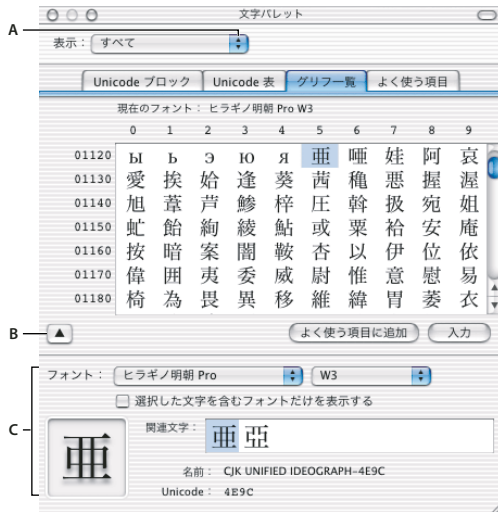 文字パレット
A
表示： すべて
Unicode ブロック Unicode 表 グリフ一覧 よく使う項目
現在のフォント： ヒラギノ明朝 Pro W3
0 1 2 3 4 5 6 7 8 9
01120 ы ь э ю я 亜 唖 娃 阿 哀
01130 愛 挨 姶 逢 葵 茜 穐 悪 握 渥
01140 旭 葦 芦 鯵 梓 圧 斡 扱 宛 姐
01150 虻 飴 絢 綾 鮎 或 粟 袷 安 庵
01160 按 暗 案 闇 鞍 杏 以 伊 位 依
01170 偉 囲 夷 委 威 尉 惟 意 慰 易
01180 椅 為 畏 異 移 維 緯 胃 萎 衣
B
よく使う項目に追加 入力
フォント： ヒラギノ明朝 Pro W3
選択した文字を含むフォントだけを表示する
C
関連文字： 亜 亞
亜
名前： CJK UNIFIED IDEOGRAPH-4E9C
Unicode： 4E9C